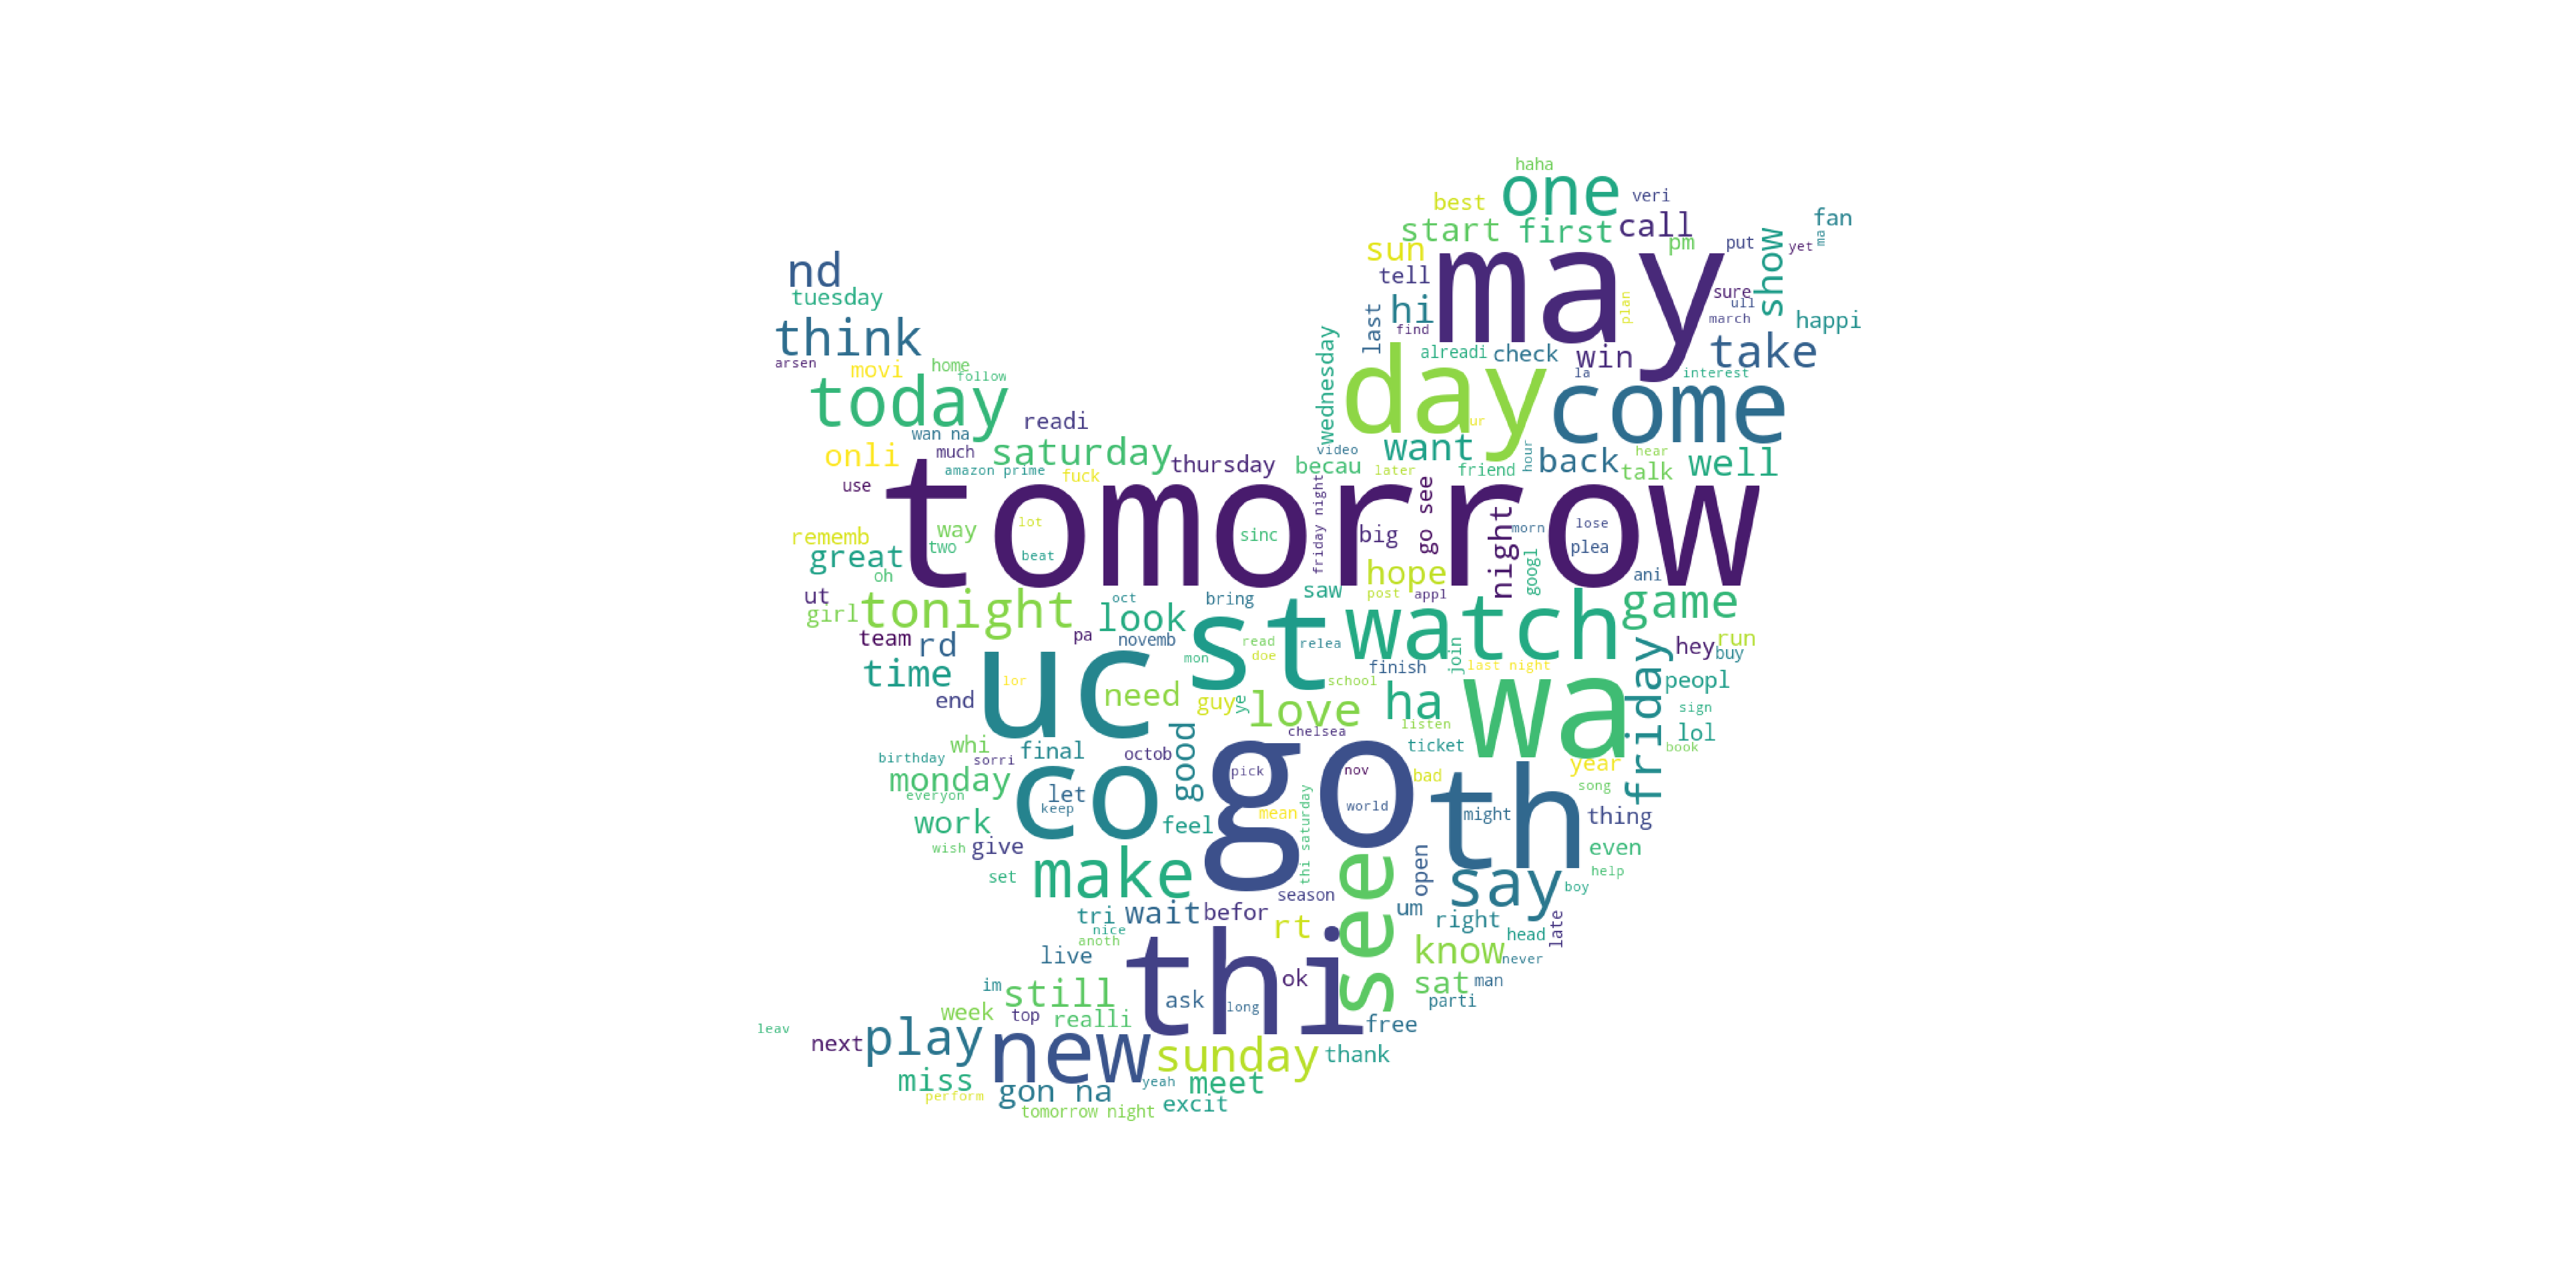 haha
one
veri
best
start
first
call
fan
ma
sun
pm
put
yet
show
nd
tell
may
tuesday
hi
plan
sure
ull
march
happi
think
last
find
arsen
movi
home
follow
wednesday
alreadi
check
win
take
today
day
la
interest
come
readi
ur
wan na
want
onli
much
saturday
thursday
video
becau
later
friend
hour
back
hear
talk
well
amazon prime
fuck
use
tomorrow
friday night
go see
night
rememb
way
lot
sinc
big
morn
lose
great
two
beat
googl
plea
oh
hope
ani
ut
girl
tonight
oct
bring
saw
post
appl
game
look
st
watch
team
rd
pa
novemb
read
relea
hey
run
mon
doe
finish
join
last night
buy
time
uc
lor
school
friday
peopl
end
need
guy
ye
love
ha
wa
sign
listen
chelsea
lol
whi
final
octob
good
ticket
book
birthday
sorri
monday
go
pick
nov
bad
year
everyon
co
let
keep
thi saturday
world
th
song
work
feel
mean
might
thing
wish
give
even
set
make
see
open
say
help
boy
season
tri
wait
befor
um
right
late
nice
rt
head
anoth
know
never
live
thi
ok
sat
man
im
still
ask
long
parti
week
top
realli
free
leav
next
play
new
sunday
thank
miss
gon na
yeah
meet
perform
tomorrow night
excit